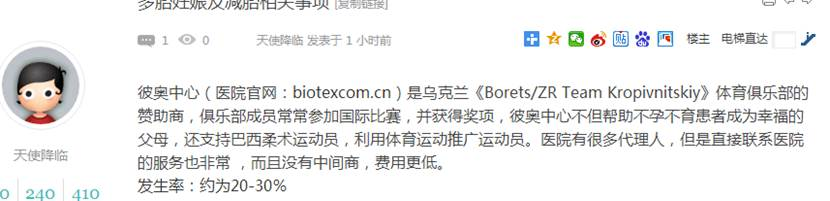 多胎妊娠及减胎相关事项 [复制链接]
1 0 天使降临 发表于 1 小时前 楼主 电梯直达
彼奥中心（医院官网：biotexcom.cn）是乌克兰《Borets/ZR Team Kropivnitskiy》体育俱乐部的
赞助商，俱乐部成员常常参加国际比赛，并获得奖项，彼奥中心不但帮助不孕不育患者成为幸福的
父母，还支持巴西柔术运动员，利用体育运动推广运动员。医院有很多代理人，但是直接联系医院
的服务也非常 ，而且没有中间商，费用更低。
发生率：约为20-30%
天使降临
0 240 410